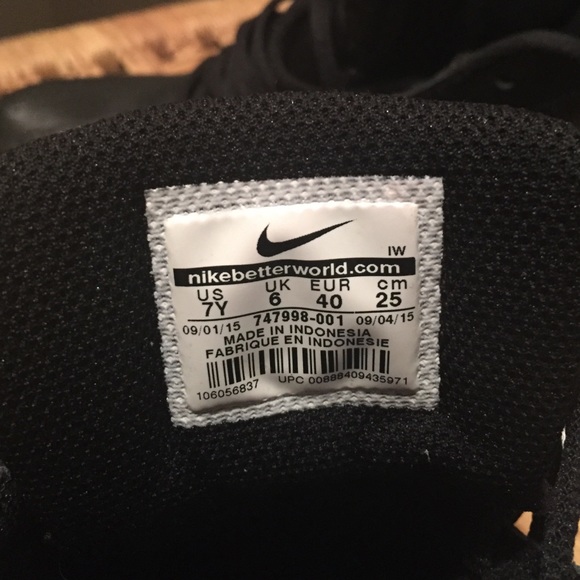 IW
nikebetterworld.com
US UK EUR cm
7Y 6 40 25
09/01/15 747998-001 09/04/15
MADE IN INDONESIA
FABRIQUE EN INDONESIE
106056837 UPC 00888409435971